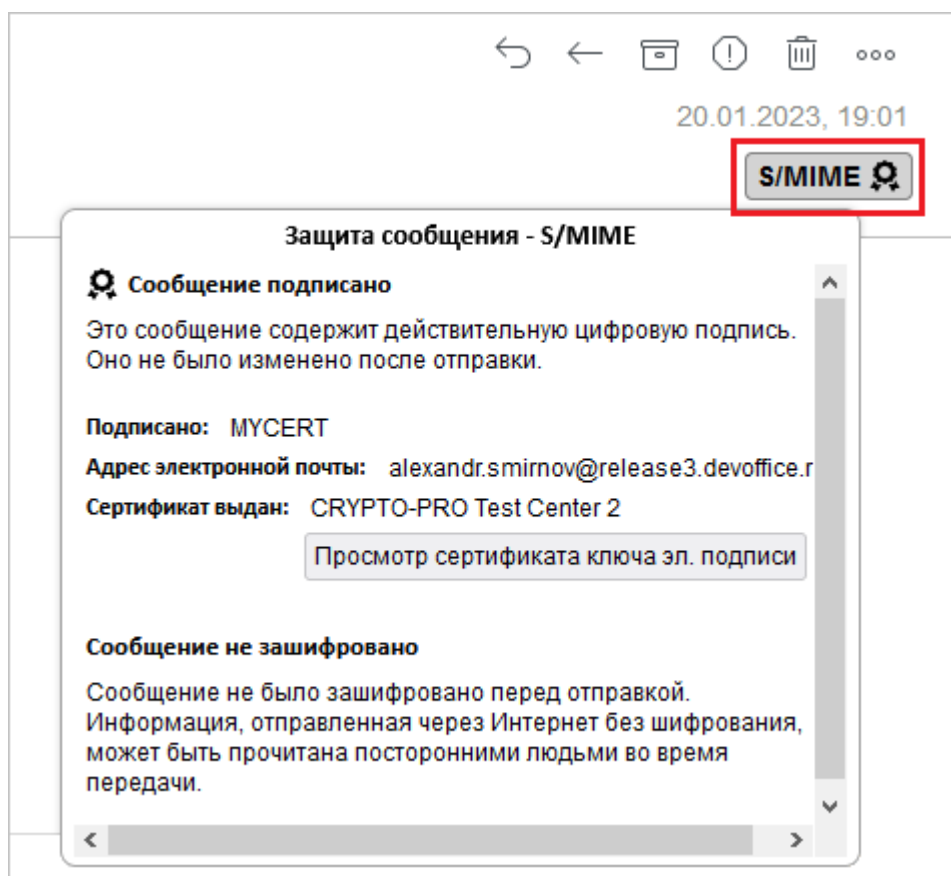 20.01.2023, 19:01
S/MIME
Защита сообщения - S/MIME
Сообщение подписано
Это сообщение содержит действительную цифровую подпись.
Оно не было изменено после отправки.
Подписано: MYCERT
Адрес электронной почты: alexandr.smirnov@release3.devoffice.r
Сертификат выдан: CRYPTO-PRO Test Center 2
Просмотр сертификата ключа эл. подписи
Сообщение не зашифровано
Сообщение не было зашифровано перед отправкой.
Информация, отправленная через Интернет без шифрования,
может быть прочитана посторонними людьми во время
передачи.